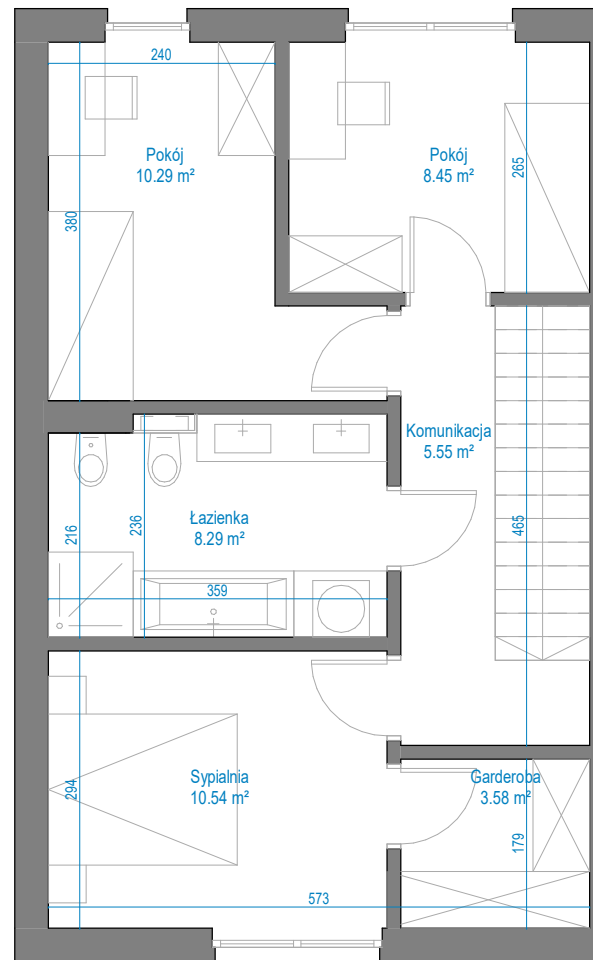 240
Pokój
10.29 m²
380
Pokój
8.45 m²
265
Komunikacja
5.55 m²
465
216
236
Łazienka
8.29 m²
359
Sypialnia
10.54 m²
294
Garderoba
3.58 m²
179
573